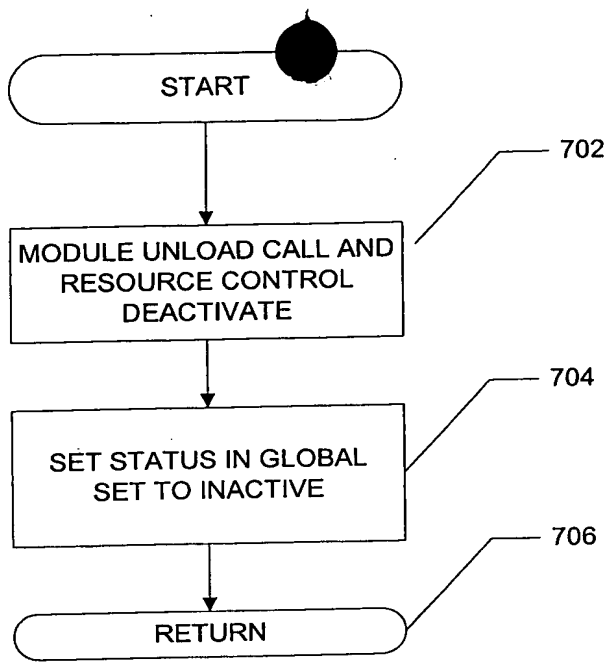 START
702
MODULE UNLOAD CALL AND
RESOURCE CONTROL
DEACTIVATE
704
SET STATUS IN GLOBAL
SET TO INACTIVE
706
RETURN